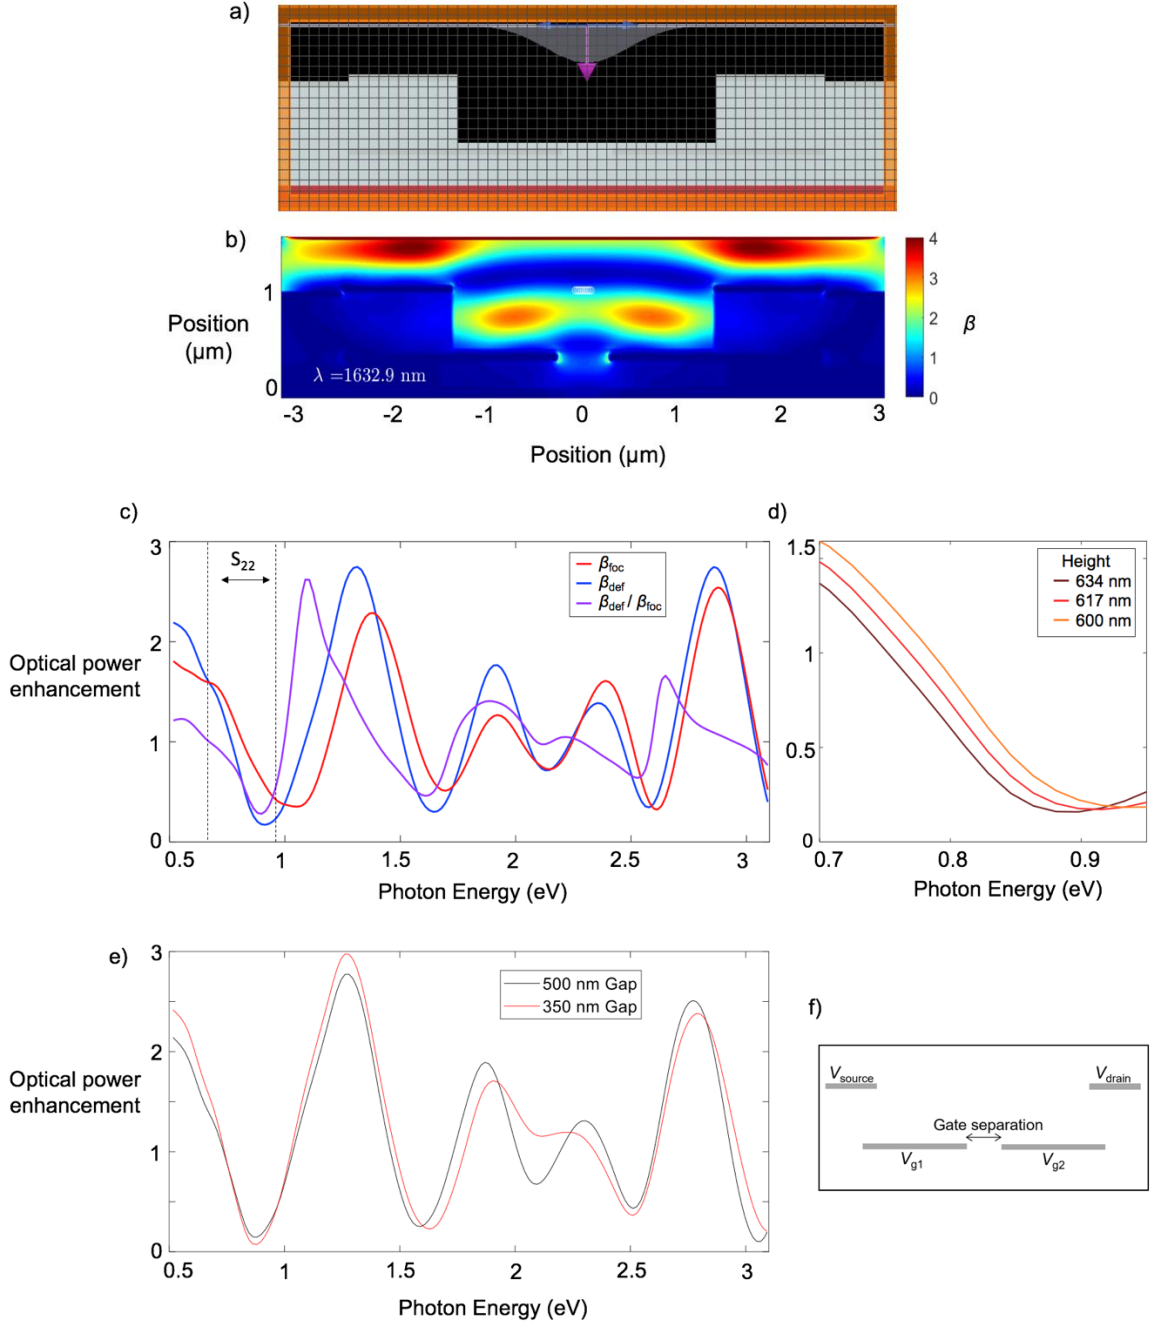 a)
b)
4
3
2
1
0
β
1
0
Position
(µm)
λ =1632.9 nm
-3
-2
-1
0
1
2
3
Position (µm)
c)
3
2
1
0
Optical power
enhancement
S22
βfoc
βdef
βdef / βfoc
0.5
1
1.5
2
2.5
3
Photon Energy (eV)
d)
1.5
1
0.5
0
Height
634 nm
617 nm
600 nm
0.7
0.8
0.9
Photon Energy (eV)
e)
3
2
1
0
Optical power
enhancement
500 nm Gap
350 nm Gap
0.5
1
1.5
2
2.5
3
Photon Energy (eV)
f)
Vsource
Vdrain
Gate separation
Vg1
Vg2